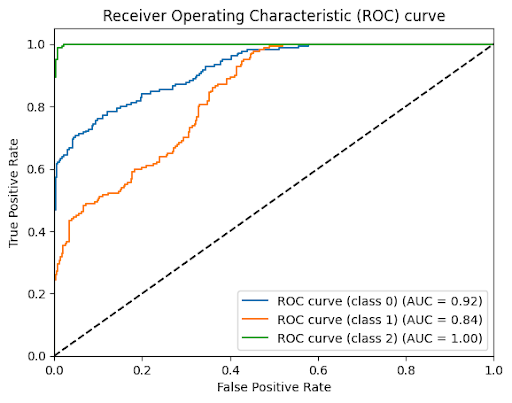 Receiver Operating Characteristic (ROC) curve
1.0
0.8
0.6
0.4
0.2
0.0
True Positive Rate
ROC curve (class 0) (AUC = 0.92)
ROC curve (class 1) (AUC = 0.84)
ROC curve (class 2) (AUC = 1.00)
0.0 0.2 0.4 0.6 0.8 1.0
False Positive Rate